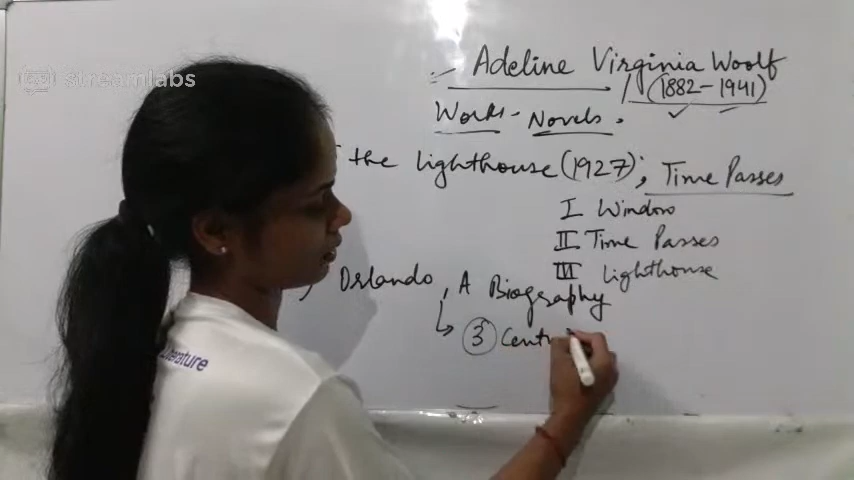 streamlabs
Adeline Virginia Woolf
(1882-1941)
Works - Novels.
the lighthouse (1927); Time Passes
I Window
II Time Passes
III Lighthouse
Orlando, A Biography
3 Cent
Literature